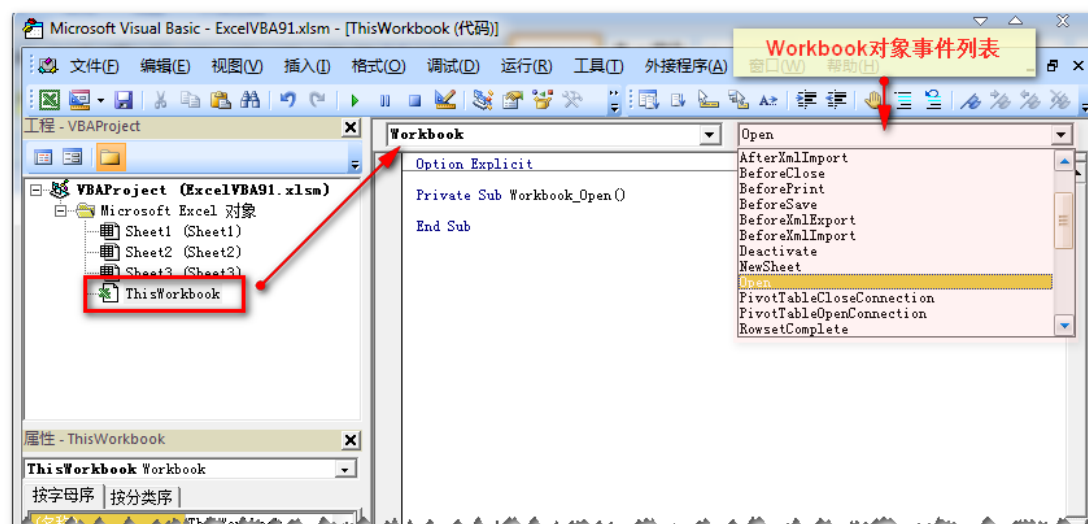 Microsoft Visual Basic - ExcelVBA91.xlsm - [ThisWorkbook (代码)]
Workbook对象事件列表
文件(F) 编辑(E) 视图(V) 插入(I) 格式(O) 调试(D) 运行(R) 工具(T) 外接程序(A) 窗口(W) 帮助(H)
工程 - VBAProject
VBAProject (ExcelVBA91.xlsm)
Microsoft Excel 对象
Sheet1 (Sheet1)
Sheet2 (Sheet2)
Sheet3 (Sheet3)
ThisWorkbook
属性 - ThisWorkbook
ThisWorkbook Workbook
按字母序 按分类序
Workbook
Open
Option Explicit
Private Sub Workbook_Open()
End Sub
AfterXmlImport
BeforeClose
BeforePrint
BeforeSave
BeforeXmlExport
BeforeXmlImport
Deactivate
NewSheet
Open
PivotTableCloseConnection
PivotTableOpenConnection
RowsetComplete